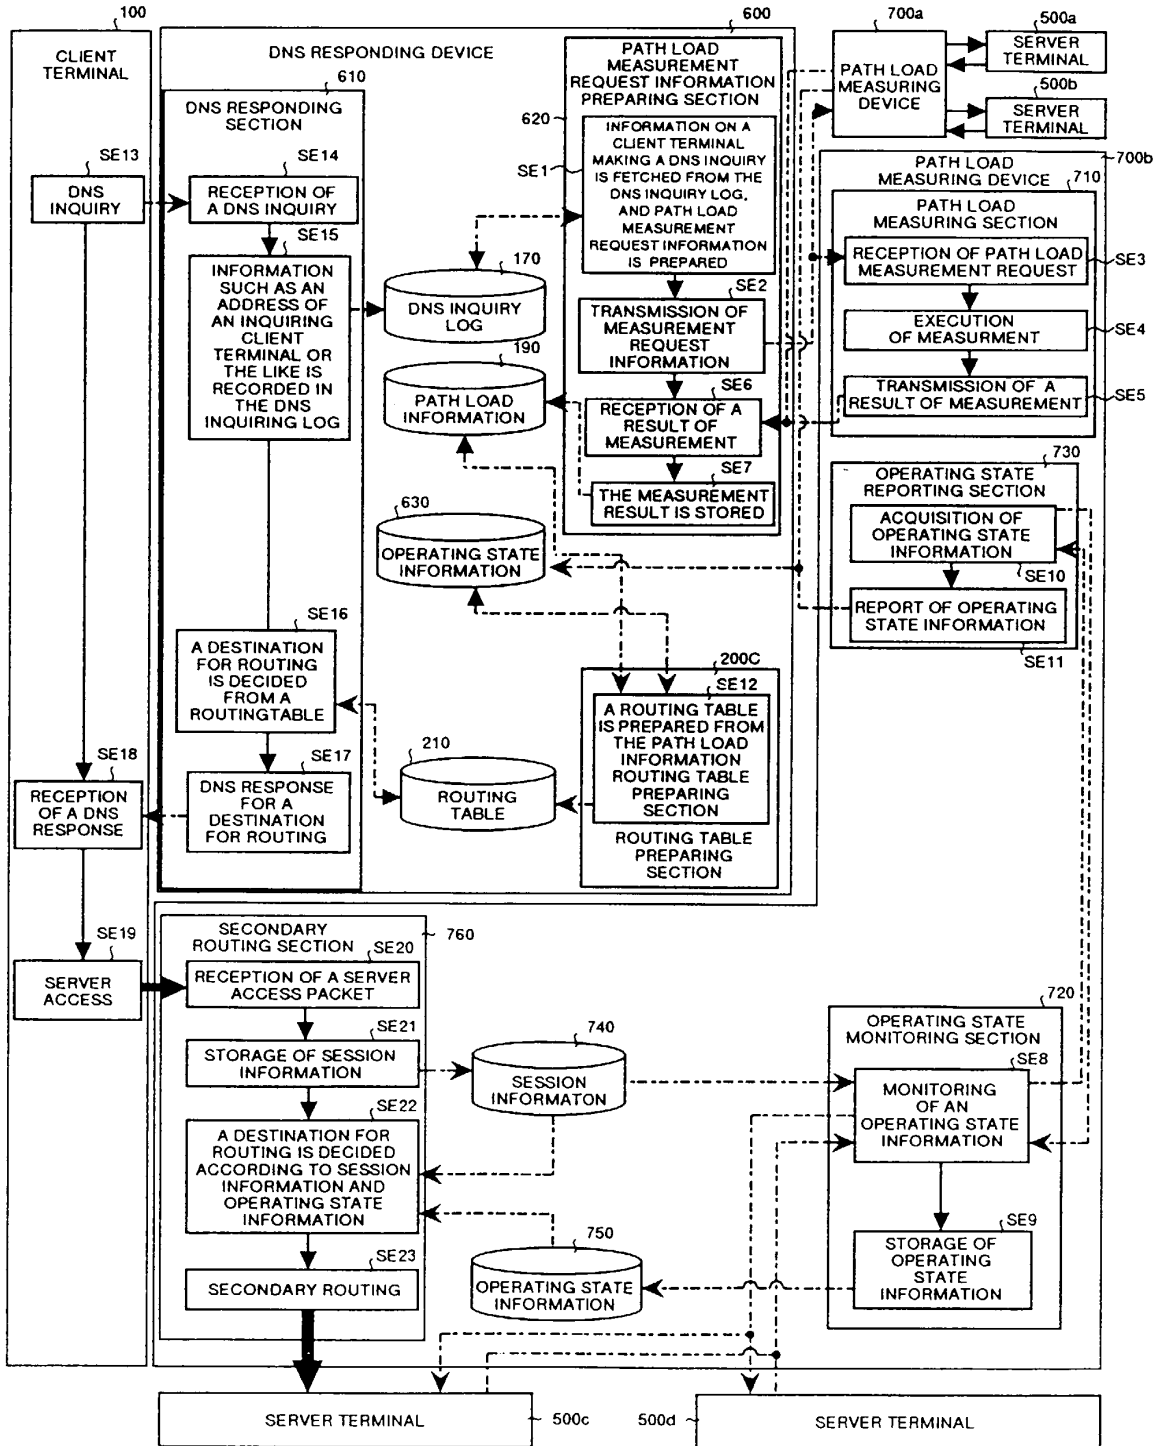 100
CLIENT
TERMINAL
SE13
DNS
INQUIRY
SE18
RECEPTION
OF A DNS
RESPONSE
SE19
SERVER
ACCESS
600
DNS RESPONDING DEVICE
610
DNS RESPONDING
SECTION
SE14
RECEPTION OF
A DNS INQUIRY
SE15
INFORMATION
SUCH AS AN
ADDRESS OF
AN INQUIRING
CLIENT
TERMINAL OR
THE LIKE IS
RECORDED IN
THE DNS
INQUIRING LOG
SE16
A DESTINATION
FOR ROUTING
IS DECIDED
FROM A
ROUTINGTABLE
SE17
DNS RESPONSE
FOR A
DESTINATION
FOR ROUTING
170
DNS INQUIRY
LOG
190
PATH LOAD
INFORMATION
630
OPERATING STATE
INFORMATION
210
ROUTING
TABLE
620
PATH LOAD
MEASUREMENT
REQUEST INFORMATION
PREPARING SECTION
SE1
INFORMATION ON A
CLIENT TERMINAL
MAKING A DNS INQUIRY
IS FETCHED FROM THE
DNS INQUIRY LOG,
AND PATH LOAD
MEASUREMENT
REQUEST INFORMATION
IS PREPARED
SE2
TRANSMISSION OF
MEASUREMENT
REQUEST
INFORMATION
SE6
RECEPTION OF A
RESULT OF
MEASUREMENT
SE7
THE MEASUREMENT
RESULT IS STORED
200C
SE12
A ROUTING TABLE
IS PREPARED FROM
THE PATH LOAD
INFORMATION
ROUTING TABLE
PREPARING
SECTION
ROUTING TABLE
PREPARING
SECTION
700a
PATH LOAD
MEASURING
DEVICE
500a
SERVER
TERMINAL
500b
SERVER
TERMINAL
700b
PATH LOAD
MEASURING DEVICE
710
PATH LOAD
MEASURING SECTION
RECEPTION OF PATH LOAD
MEASUREMENT REQUEST
SE3
EXECUTION
OF MEASURMENT
SE4
TRANSMISSION OF A
RESULT OF MEASUREMENT
SE5
730
OPERATING STATE
REPORTING SECTION
ACQUISITION OF
OPERATING STATE
INFORMATION
SE10
REPORT OF OPERATING
STATE INFORMATION
SE11
SECONDARY
ROUTING SECTION
760
SE20
RECEPTION OF A SERVER
ACCESS PACKET
SE21
STORAGE OF SESSION
INFORMATION
SE22
A DESTINATION FOR
ROUTING IS DECIDED
ACCORDING TO SESSION
INFORMATION AND
OPERATING STATE
INFORMATION
SE23
SECONDARY ROUTING
740
SESSION
INFORMATON
750
OPERATING STATE
INFORMATION
720
OPERATING STATE
MONITORING SECTION
SE8
MONITORING
OF AN
OPERATING STATE
INFORMATION
SE9
STORAGE OF
OPERATING
STATE
INFORMATION
SERVER TERMINAL
500c
500d
SERVER TERMINAL